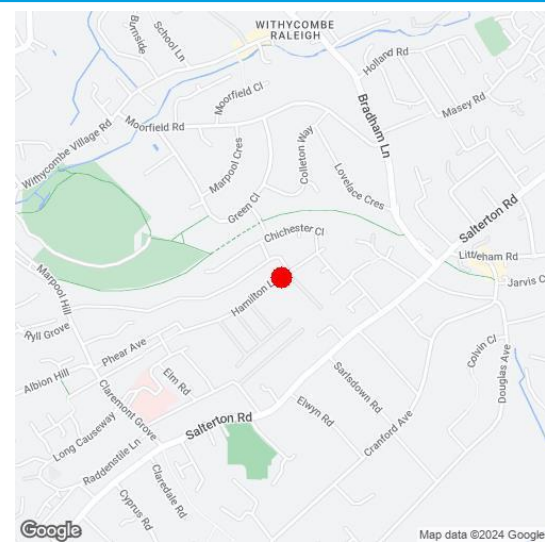 WITHYCOMBE
RALEIGH
Burnside
School Ln
Holland Rd
Moorfield Cl
Bradham Ln
Masey Rd
Moorfield Rd
Withycombe Village Rd
Marpool Cres
Colleton Way
Lovelace Cres
Green Cl
Salterton Rd
Chichester Cl
Littleham Rd
Marpool Hill
Jarvis C
Hamilton L
yll Grove
Phear Ave
Colvin Cl
Albion Hill
Elm Rd
Sarlsdown Rd
Douglas Ave
Claremont Grove
Elwyn Rd
Long Causeway
Salterton Rd
Cranford Ave
Raddenstile Ln
Claredale Rd
Cyprus Rd
Google
Map data ©2024 Google